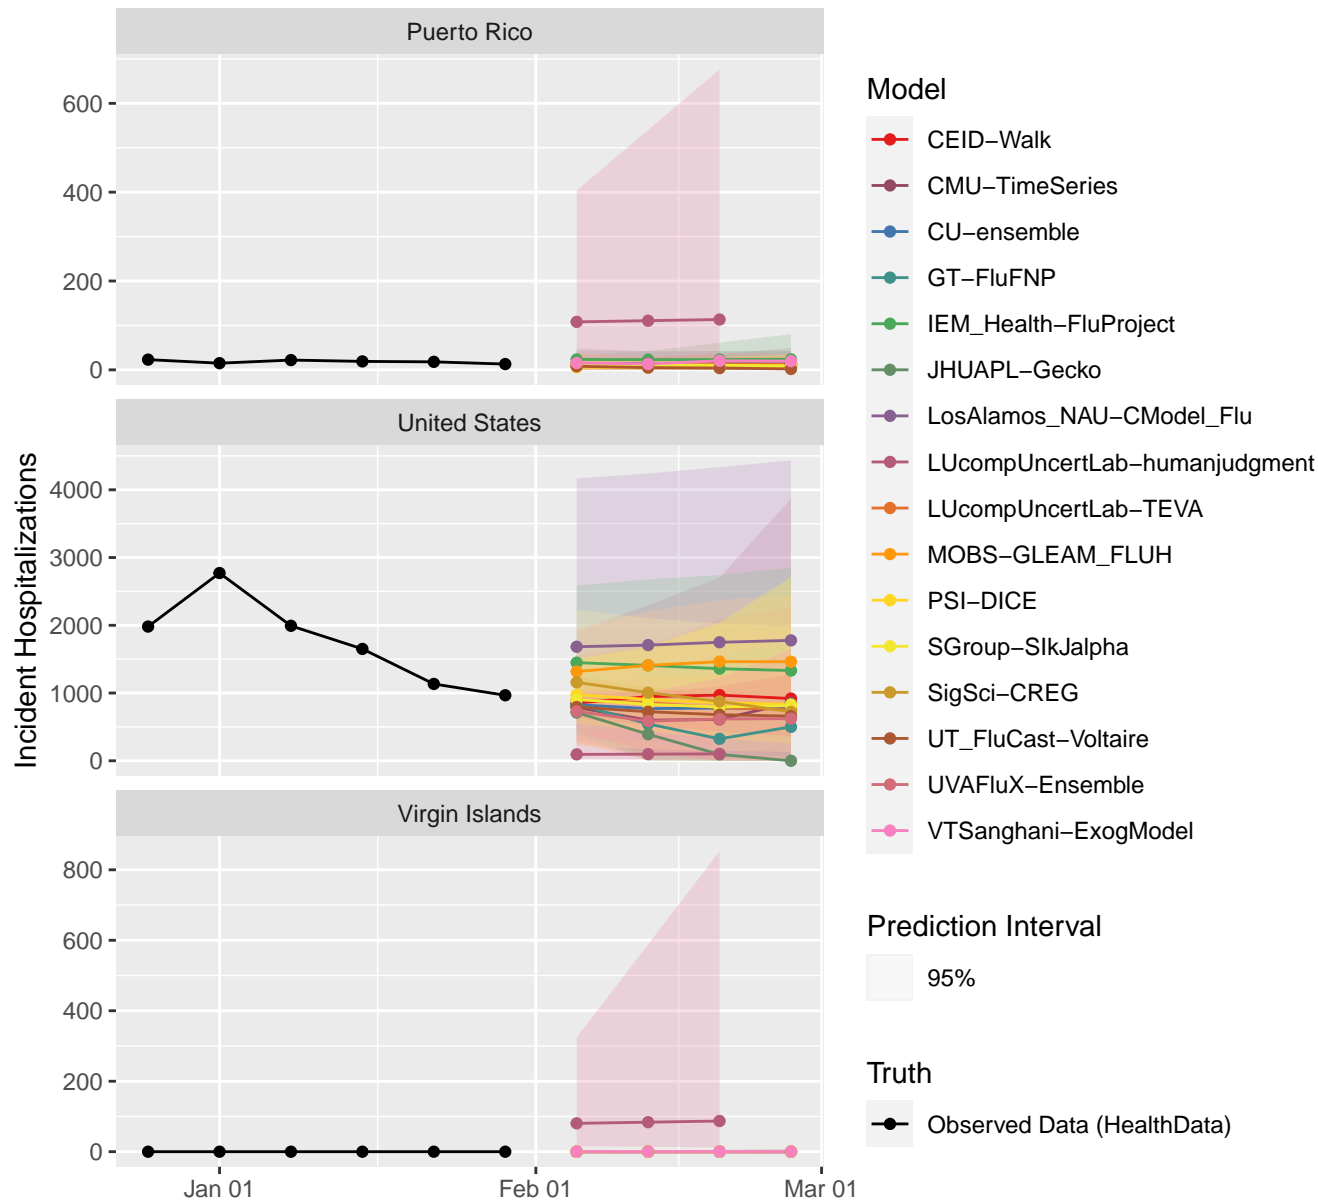 Puerto Rico
600
400
200
0
United States
4000
3000
2000
1000
0
Virgin Islands
800
600
400
200
0
Jan 01
Feb 01
Mar 01
Incident Hospitalizations
Model
CEID−Walk
CMU−TimeSeries
CU−ensemble
GT−FluFNP
IEM_Health−FluProject
JHUAPL−Gecko
LosAlamos_NAU−CModel_Flu
LUcompUncertLab−humanjudgment
LUcompUncertLab−TEVA
MOBS−GLEAM_FLUH
PSI−DICE
SGroup−SIkJalpha
SigSci−CREG
UT_FluCast−Voltaire
UVAFluX−Ensemble
VTSanghani−ExogModel
Prediction Interval
95%
Truth
Observed Data (HealthData)